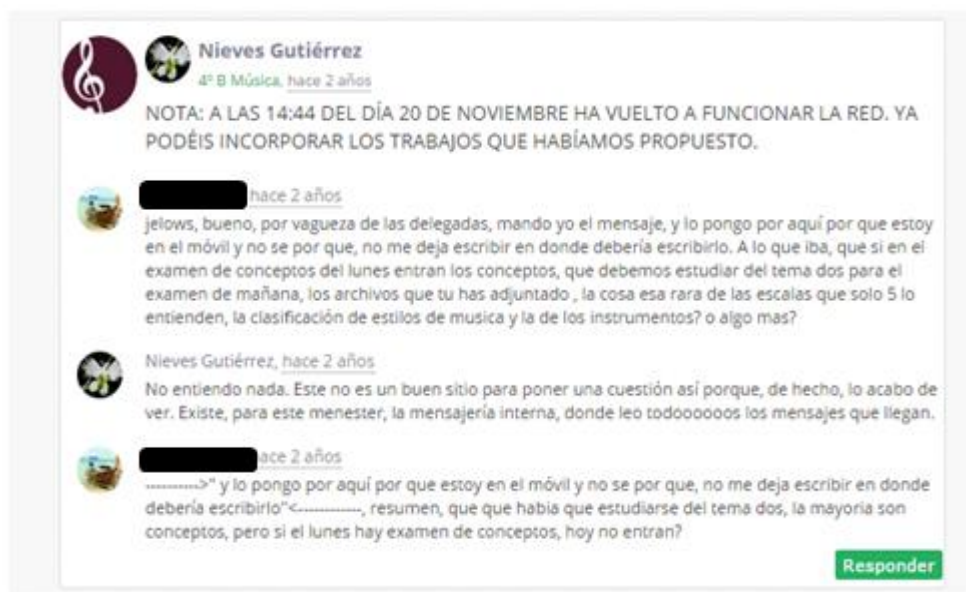 Nieves Gutiérrez
4º B Música, hace 2 años
NOTA: A LAS 14:44 DEL DÍA 20 DE NOVIEMBRE HA VUELTO A FUNCIONAR LA RED. YA
PODÉIS INCORPORAR LOS TRABAJOS QUE HABÍAMOS PROPUESTO.
hace 2 años
jelows, bueno, por vagueza de las delegadas, mando yo el mensaje, y lo pongo por aquí por que estoy
en el móvil y no se por que, no me deja escribir en donde debería escribirlo. A lo que iba, que si en el
examen de conceptos del lunes entran los conceptos, que debemos estudiar del tema dos para el
examen de mañana, los archivos que tu has adjuntado , la cosa esa rara de las escalas que solo 5 lo
entienden, la clasificación de estilos de musica y la de los instrumentos? o algo mas?
Nieves Gutiérrez, hace 2 años
No entiendo nada. Este no es un buen sitio para poner una cuestión así porque, de hecho, lo acabo de
ver. Existe, para este menester, la mensajería interna, donde leo todoooooos los mensajes que llegan.
ace 2 años
---------->" y lo pongo por aquí por que estoy en el móvil y no se por que, no me deja escribir en donde
debería escribirlo"<------------, resumen, que que habia que estudiarse del tema dos, la mayoria son
conceptos, pero si el lunes hay examen de conceptos, hoy no entran?
Responder